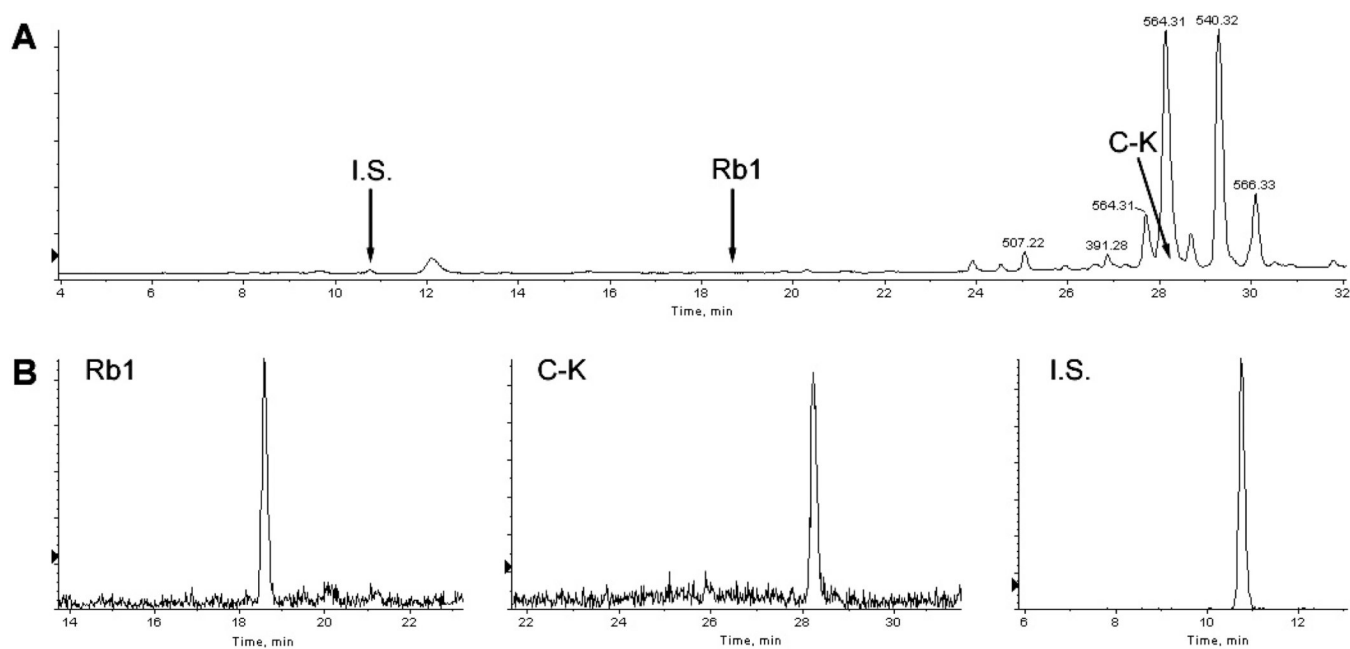 A
564.31 540.32
C-K
I.S. Rb1
566.33
564.31
507.22 391.28
4 6 8 10 12 14 16 18 20 22 24 26 28 30 32
Time, min
B Rb1 C-K I.S.
14 16 18 20 22 22 24 26 28 30 6 8 10 12
Time, min Time, min Time, min